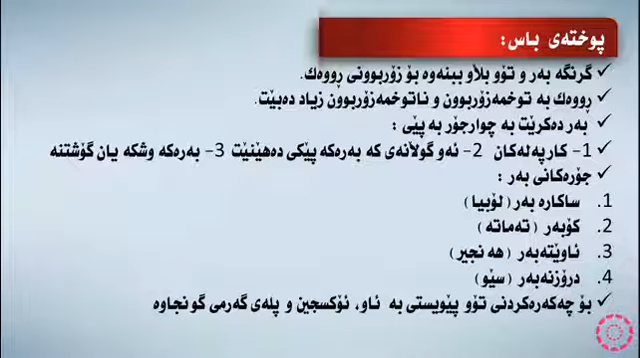 پوختەی باس:
✓ گرنگە بەر و تۆو بڵاو ببنەوە بۆ زۆربوونی ڕووەك.
✓ ڕووەك بە توخمەزۆربوون و ناتوخمەزۆربوون زیاد دەبێت.
✓ بەر دەکرێت بە چوارجۆر بە پێی :
✓ 1- کارپەلەکان 2- ئەو گوڵانەی کە بەرەکە پێکی دەهێنێت 3- بەرەکە وشکە یان گۆشتنە
✓ جۆرەکانی بەر :
1. ساکارە بەر (لۆبیا)
2. کۆبەر (تەماتە)
3. ئاوێتەبەر (هەنجیر)
4. درۆزنەبەر (سێو)
✓ بۆ چەکەرەکردنی تۆو پێویستی بە ئاو، ئۆکسجین و پلەی گەرمی گونجاوە